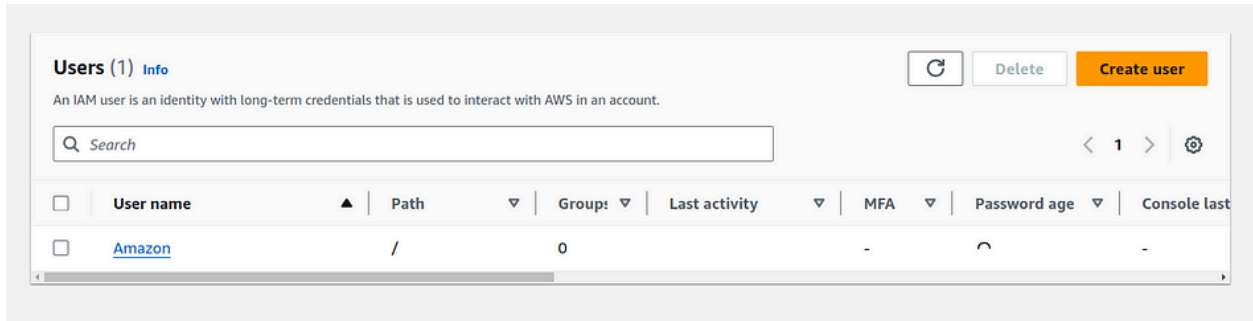 Users (1) Info
Delete
Create user
An IAM user is an identity with long-term credentials that is used to interact with AWS in an account.
Search
1
User name Path Groups Last activity MFA Password age Console last
Amazon / 0 - -